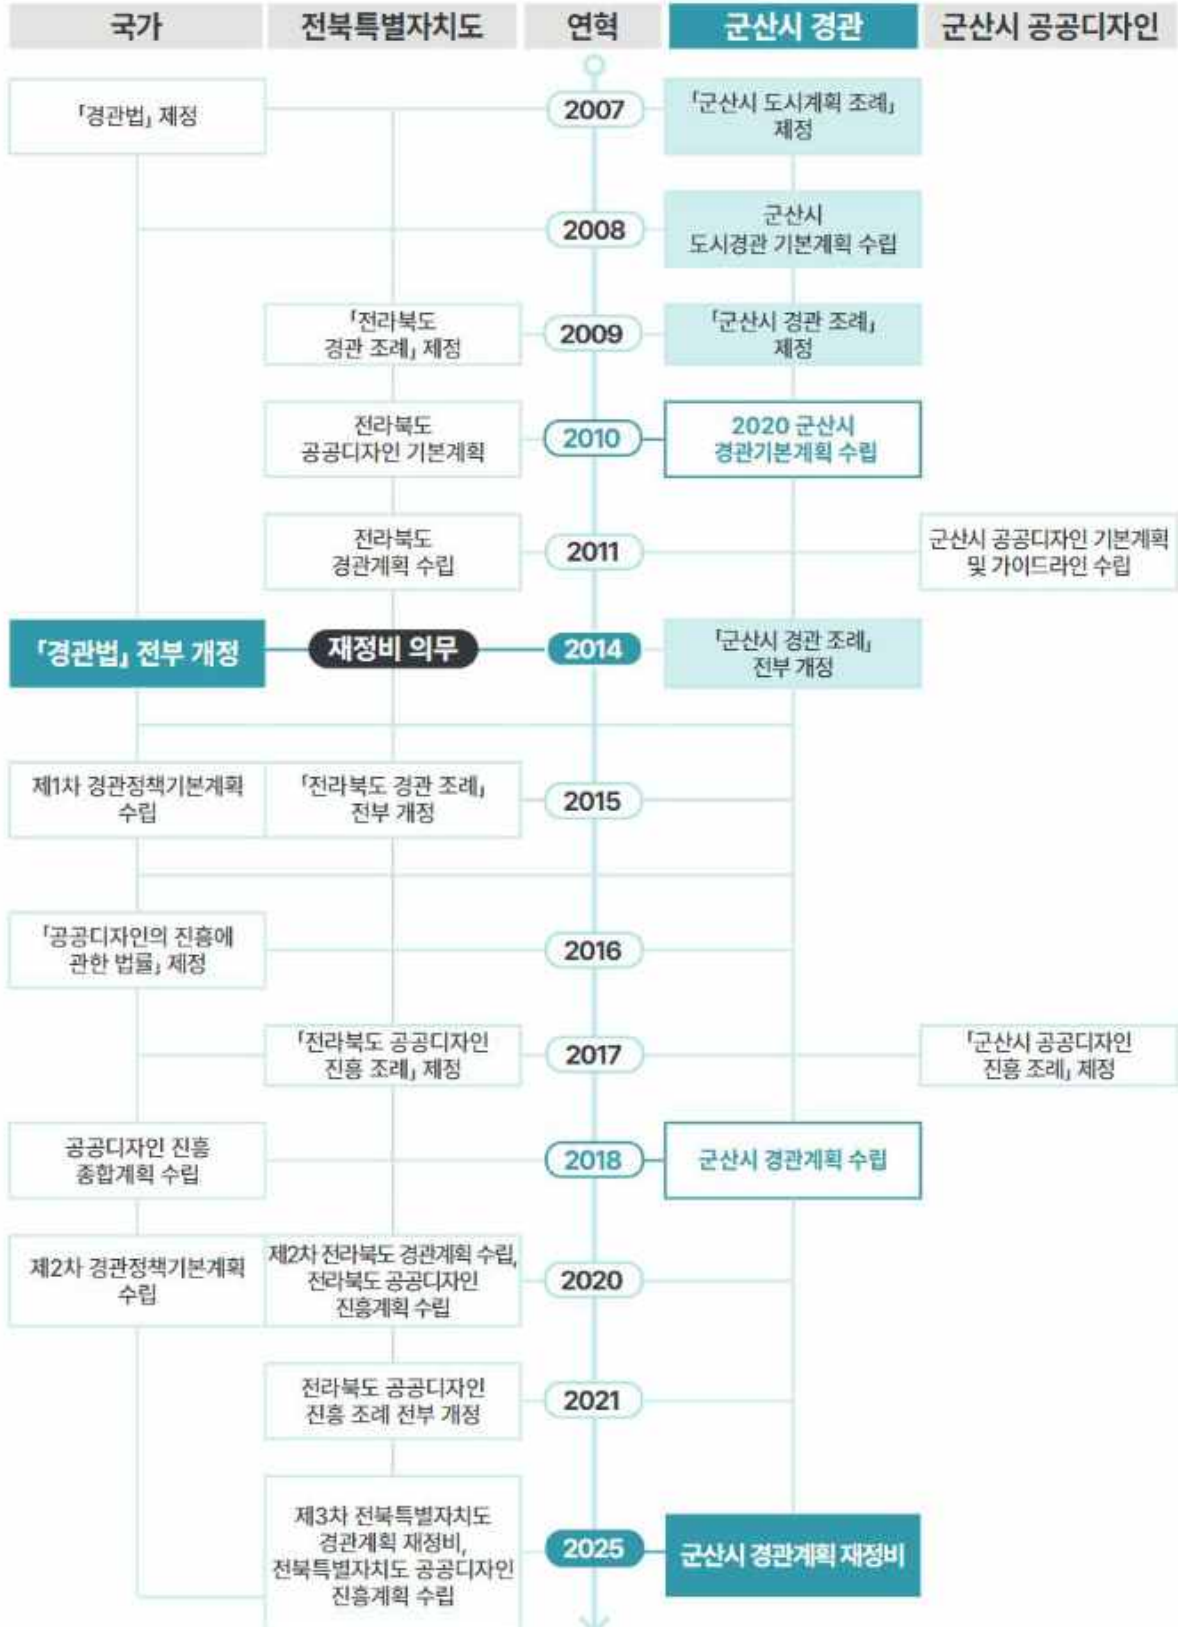 국가
전북특별자치도
연혁
군산시 경관
군산시 공공디자인
「경관법」 제정
2007
「군산시 도시계획 조례」
제정
2008
군산시
도시경관 기본계획 수립
「전라북도
경관 조례」 제정
2009
「군산시 경관 조례」
제정
전라북도
공공디자인 기본계획
2010
2020 군산시
경관기본계획 수립
전라북도
경관계획 수립
2011
군산시 공공디자인 기본계획
및 가이드라인 수립
「경관법」 전부 개정
재정비 의무
2014
「군산시 경관 조례」
전부 개정
제1차 경관정책기본계획
수립
「전라북도 경관 조례」
전부 개정
2015
「공공디자인의 진흥에
관한 법률」 제정
2016
「전라북도 공공디자인
진흥 조례」 제정
2017
「군산시 공공디자인
진흥 조례」 제정
공공디자인 진흥
종합계획 수립
2018
군산시 경관계획 수립
제2차 경관정책기본계획
수립
제2차 전라북도 경관계획 수립,
전라북도 공공디자인
진흥계획 수립
2020
전라북도 공공디자인
진흥 조례 전부 개정
2021
제3차 전북특별자치도
경관계획 재정비,
전북특별자치도 공공디자인
진흥계획 수립
2025
군산시 경관계획 재정비